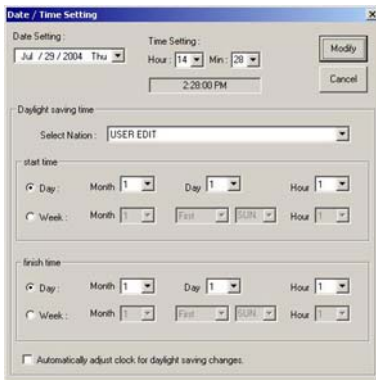 Date / Time Setting
Date Setting :
Jul / 29 / 2004 Thu
Time Setting :
Hour : 14 Min : 28
2:28:00 PM
Modify
Cancel
Daylight saving time
Select Nation : USER EDIT
start time
Day : Month 1 Day 1 Hour 1
Week : Month 1 First SUN Hour 1
finish time
Day : Month 1 Day 1 Hour 1
Week : Month 1 First SUN Hour 1
Automatically adjust clock for daylight saving changes.